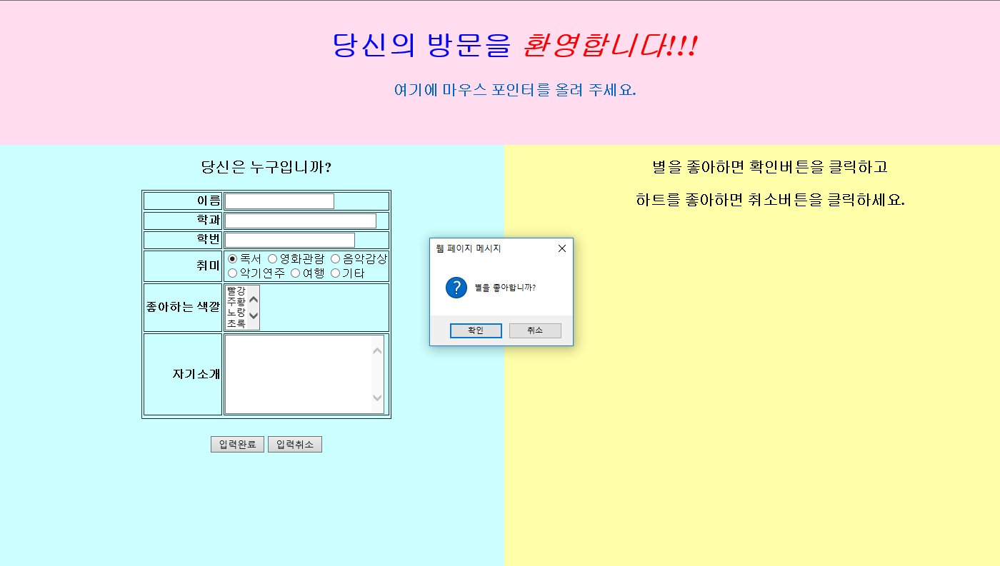 당신의 방문을 환영합니다!!!
여기에 마우스 포인터를 올려 주세요.
당신은 누구입니까?
이름
학과
학번
취미
독서 영화관람 음악감상
악기연주 여행 기타
좋아하는 색깔
빨강
주황
노랑
초록
자기소개
입력완료 입력취소
별을 좋아하면 확인버튼을 클릭하고
하트를 좋아하면 취소버튼을 클릭하세요.
웹 페이지 메시지
별을 좋아합니까?
확인 취소